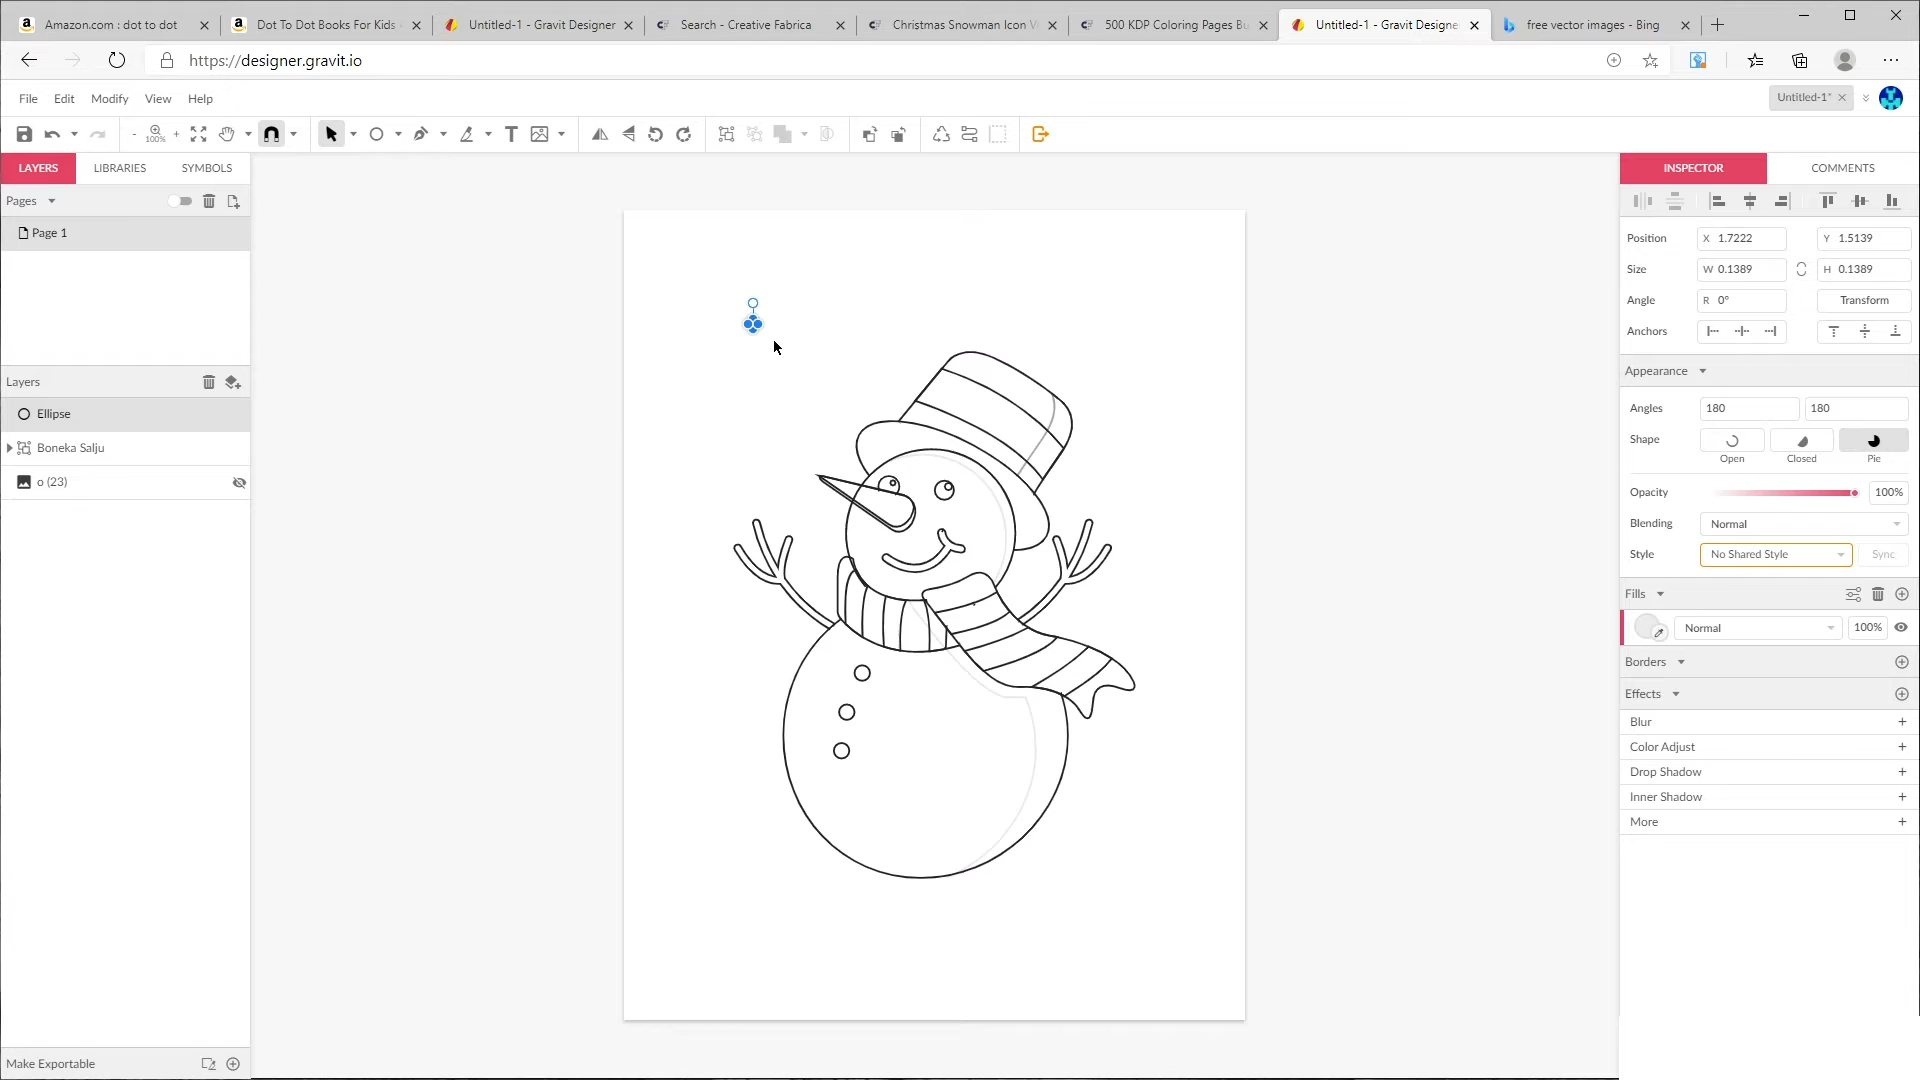 Amazon.com : dot to dot
Dot To Dot Books For Kids
Untitled-1 - Gravit Designer
Search - Creative Fabrica
Christmas Snowman Icon V
500 KDP Coloring Pages Bu
Untitled-1 - Gravit Designe
free vector images - Bing
https://designer.gravit.io
File
Edit
Modify
View
Help
Untitled-1*
100%
LAYERS
LIBRARIES
SYMBOLS
INSPECTOR
COMMENTS
Pages
Page 1
Position
X 1.7222
Y 1.5139
Size
W 0.1389
H 0.1389
Angle
R 0°
Transform
Anchors
Layers
Ellipse
Boneka Salju
o (23)
Appearance
Angles
180
180
Shape
Open
Closed
Pie
Opacity
100%
Blending
Normal
Style
No Shared Style
Sync
Fills
Normal
100%
Borders
Effects
Blur
Color Adjust
Drop Shadow
Inner Shadow
More
Make Exportable